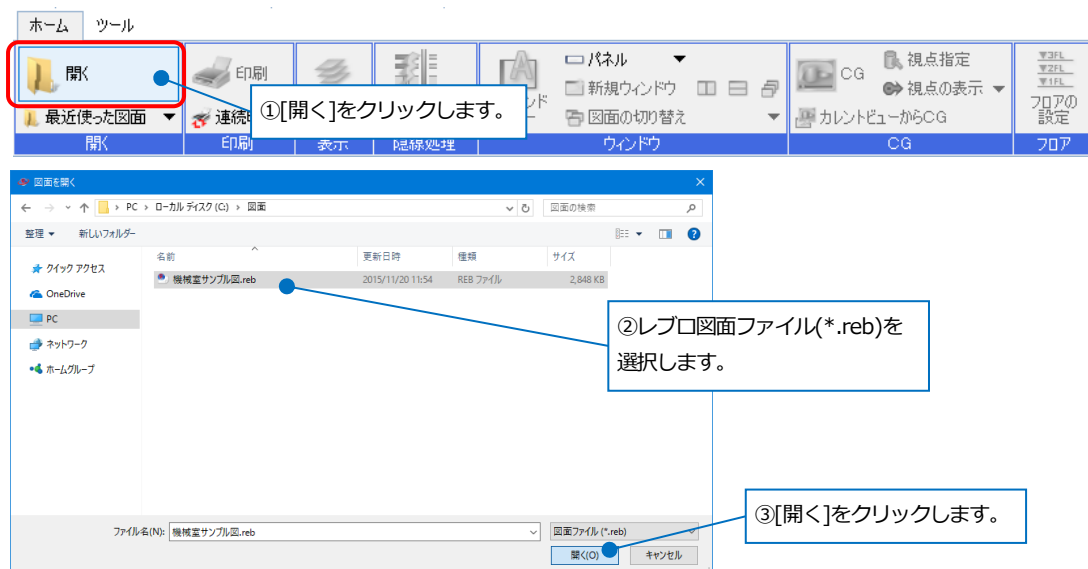 ホーム ツール
開く
最近使った図面
印刷
パネル
新規ウィンドウ
図面の切り替え
CG
視点指定
視点の表示
カレントビューからCG
▼3FL
▼2FL
▼1FL
フロアの
設定
①[開く]をクリックします。
開く 印刷 表示 陰線処理 ウィンドウ CG フロア
図面を開く
PC › ローカル ディスク (C:) › 図面
図面の検索
整理 新しいフォルダー
名前 更新日時 種類 サイズ
機械室サンプル図.reb 2015/11/20 11:54 REB ファイル 2,848 KB
クイック アクセス
OneDrive
PC
ネットワーク
ホームグループ
②レブロ図面ファイル(*.reb)を
選択します。
③[開く]をクリックします。
ファイル名(N): 機械室サンプル図.reb 図面ファイル (*.reb)
開く(O) キャンセル